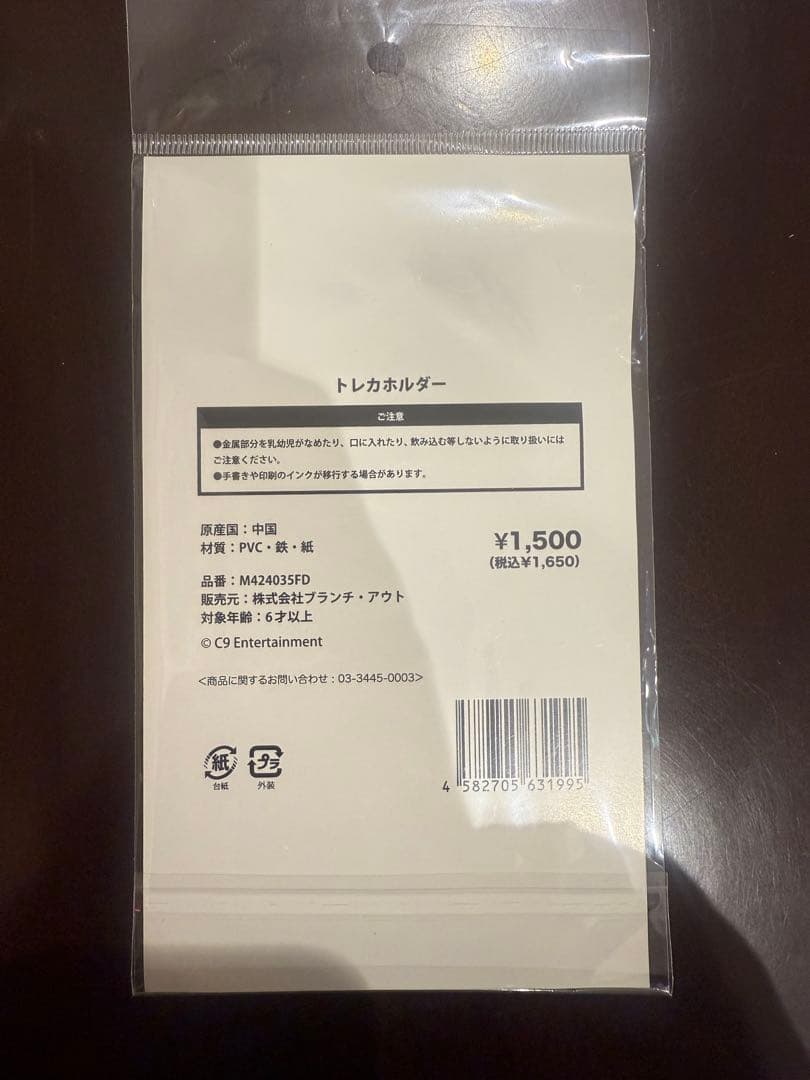 トレカホルダー
ご注意
●金属部分を乳幼児がなめたり、口に入れたり、飲み込む等しないように取り扱いには
ご注意ください。
●手書きや印刷のインクが移行する場合があります。
原産国：中国
材質：PVC・鉄・紙
¥1,500
(税込¥1,650)
品番：M424035FD
販売元：株式会社ブランチ・アウト
対象年齢：6才以上
© C9 Entertainment
<商品に関するお問い合わせ：03-3445-0003>
紙
台紙
プラ
外装
4 582705 631995